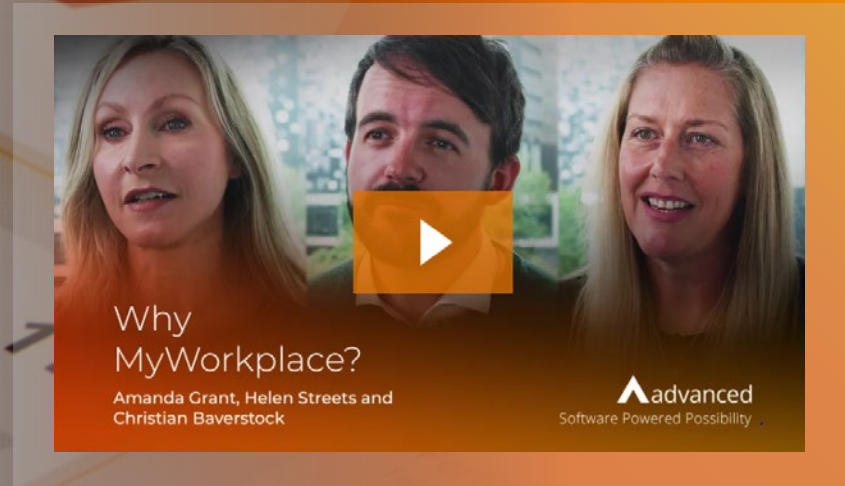 Why
MyWorkplace?
Amanda Grant, Helen Streets and
Christian Baverstock
advanced
Software Powered Possibility